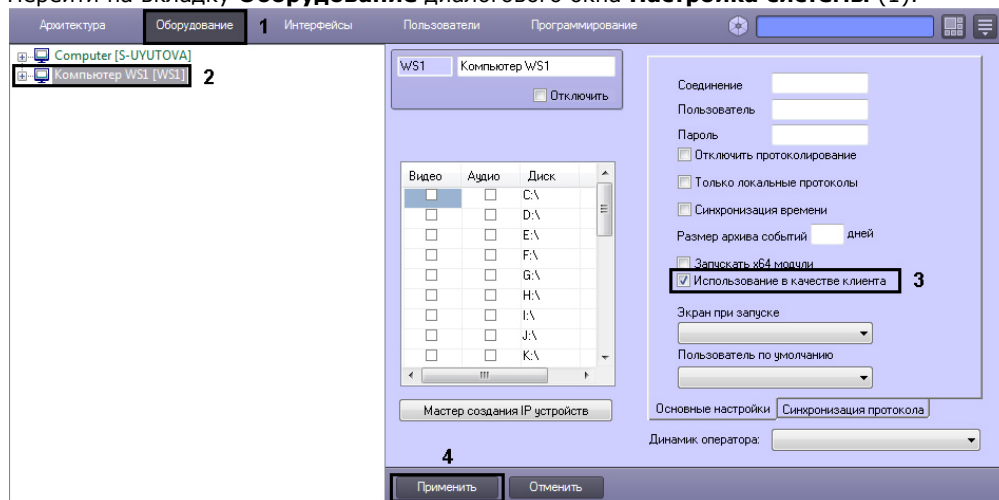 Перейти на вкладку Оборудование диалогового окна Настройка системы (1).
Архитектура Оборудование 1 Интерфейсы Пользователи Программирование
Computer [S-UYUTOVA]
Компьютер WS1 [WS1] 2
WS1 Компьютер WS1
Отключить
Видео Аудио Диск
C:\
D:\
E:\
F:\
G:\
H:\
I:\
J:\
K:\
Мастер создания IP устройств
Соединение
Пользователь
Пароль
Отключить протоколирование
Только локальные протоколы
Синхронизация времени
Размер архива событий дней
Запускать x64 модули
Использование в качестве клиента 3
Экран при запуске
Пользователь по умолчанию
Основные настройки Синхронизация протокола
Динамик оператора:
4
Применить Отменить